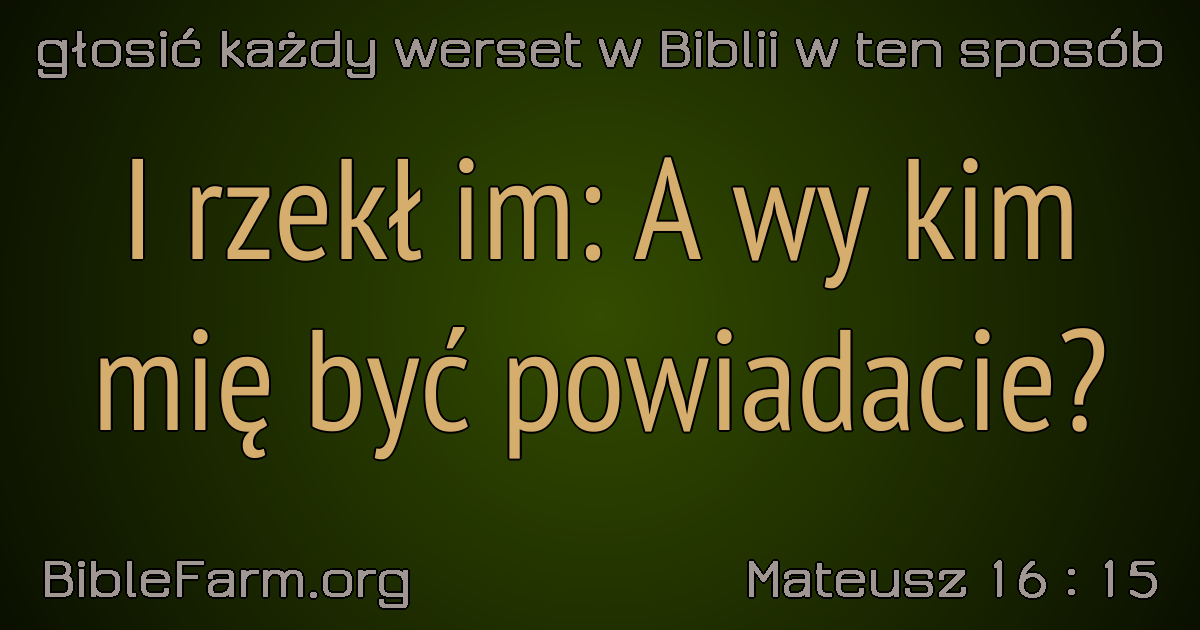 głosić każdy werset w Biblii w ten sposób
I rzekł im: A wy kim
mię być powiadacie?
BibleFarm.org
Mateusz 16 : 15